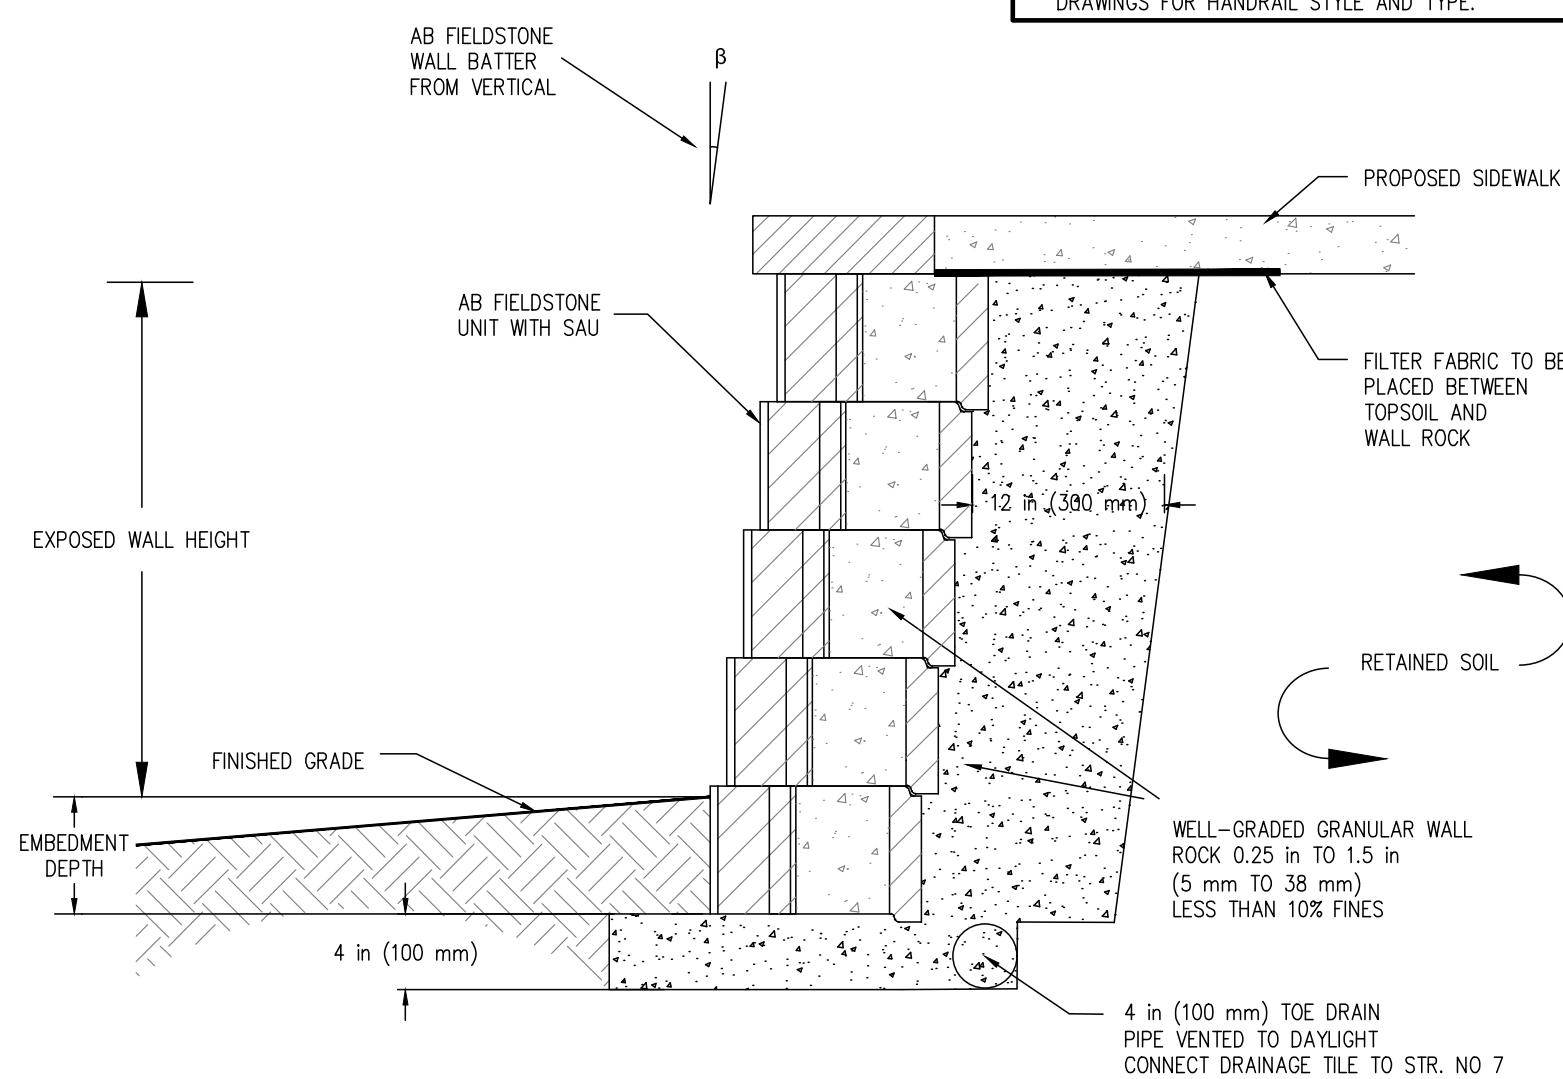 DRAWINGS FOR HANDRAIL STYLE AND TYPE.
AB FIELDSTONE
WALL BATTER
FROM VERTICAL
β
PROPOSED SIDEWALK
AB FIELDSTONE
UNIT WITH SAU
FILTER FABRIC TO BE
PLACED BETWEEN
TOPSOIL AND
WALL ROCK
12 in (300 mm)
EXPOSED WALL HEIGHT
RETAINED SOIL
FINISHED GRADE
EMBEDMENT
DEPTH
WELL-GRADED GRANULAR WALL
ROCK 0.25 in TO 1.5 in
(5 mm TO 38 mm)
LESS THAN 10% FINES
4 in (100 mm)
4 in (100 mm) TOE DRAIN
PIPE VENTED TO DAYLIGHT
CONNECT DRAINAGE TILE TO STR. NO 7